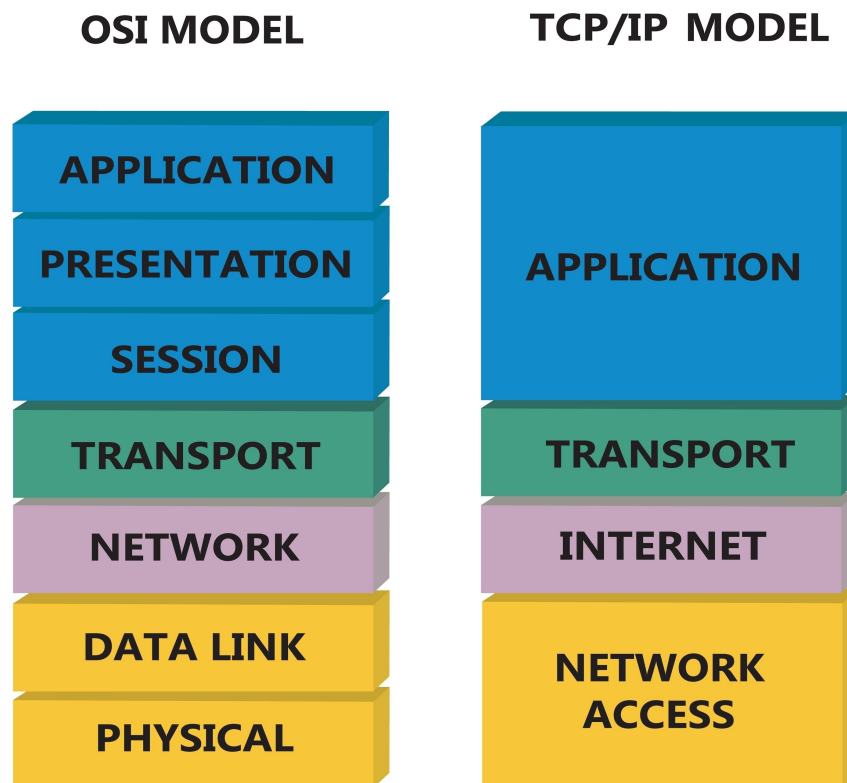 OSI MODEL
APPLICATION
PRESENTATION
SESSION
TRANSPORT
NETWORK
DATA LINK
PHYSICAL
TCP/IP MODEL
APPLICATION
TRANSPORT
INTERNET
NETWORK
ACCESS